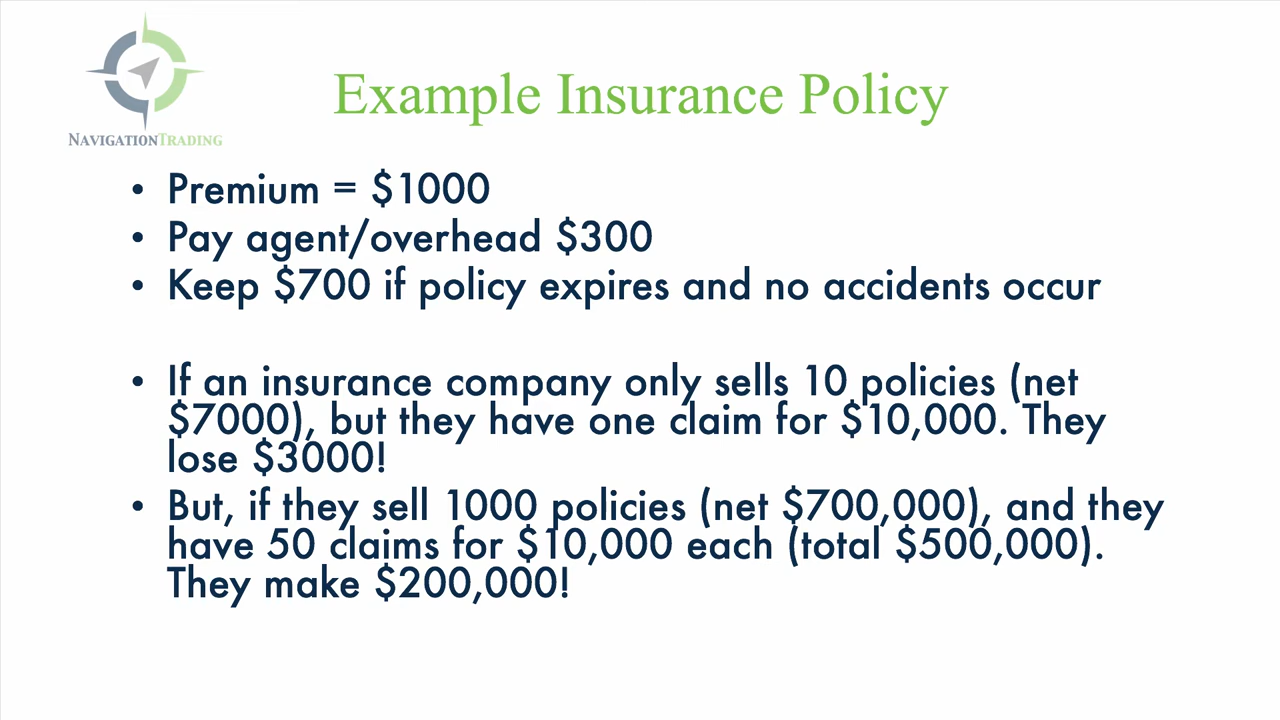 NAVIGATIONTRADING
Example Insurance Policy
• Premium = $1000
• Pay agent/overhead $300
• Keep $700 if policy expires and no accidents occur
• If an insurance company only sells 10 policies (net
$7000), but they have one claim for $10,000. They
lose $3000!
• But, if they sell 1000 policies (net $700,000), and they
have 50 claims for $10,000 each (total $500,000).
They make $200,000!